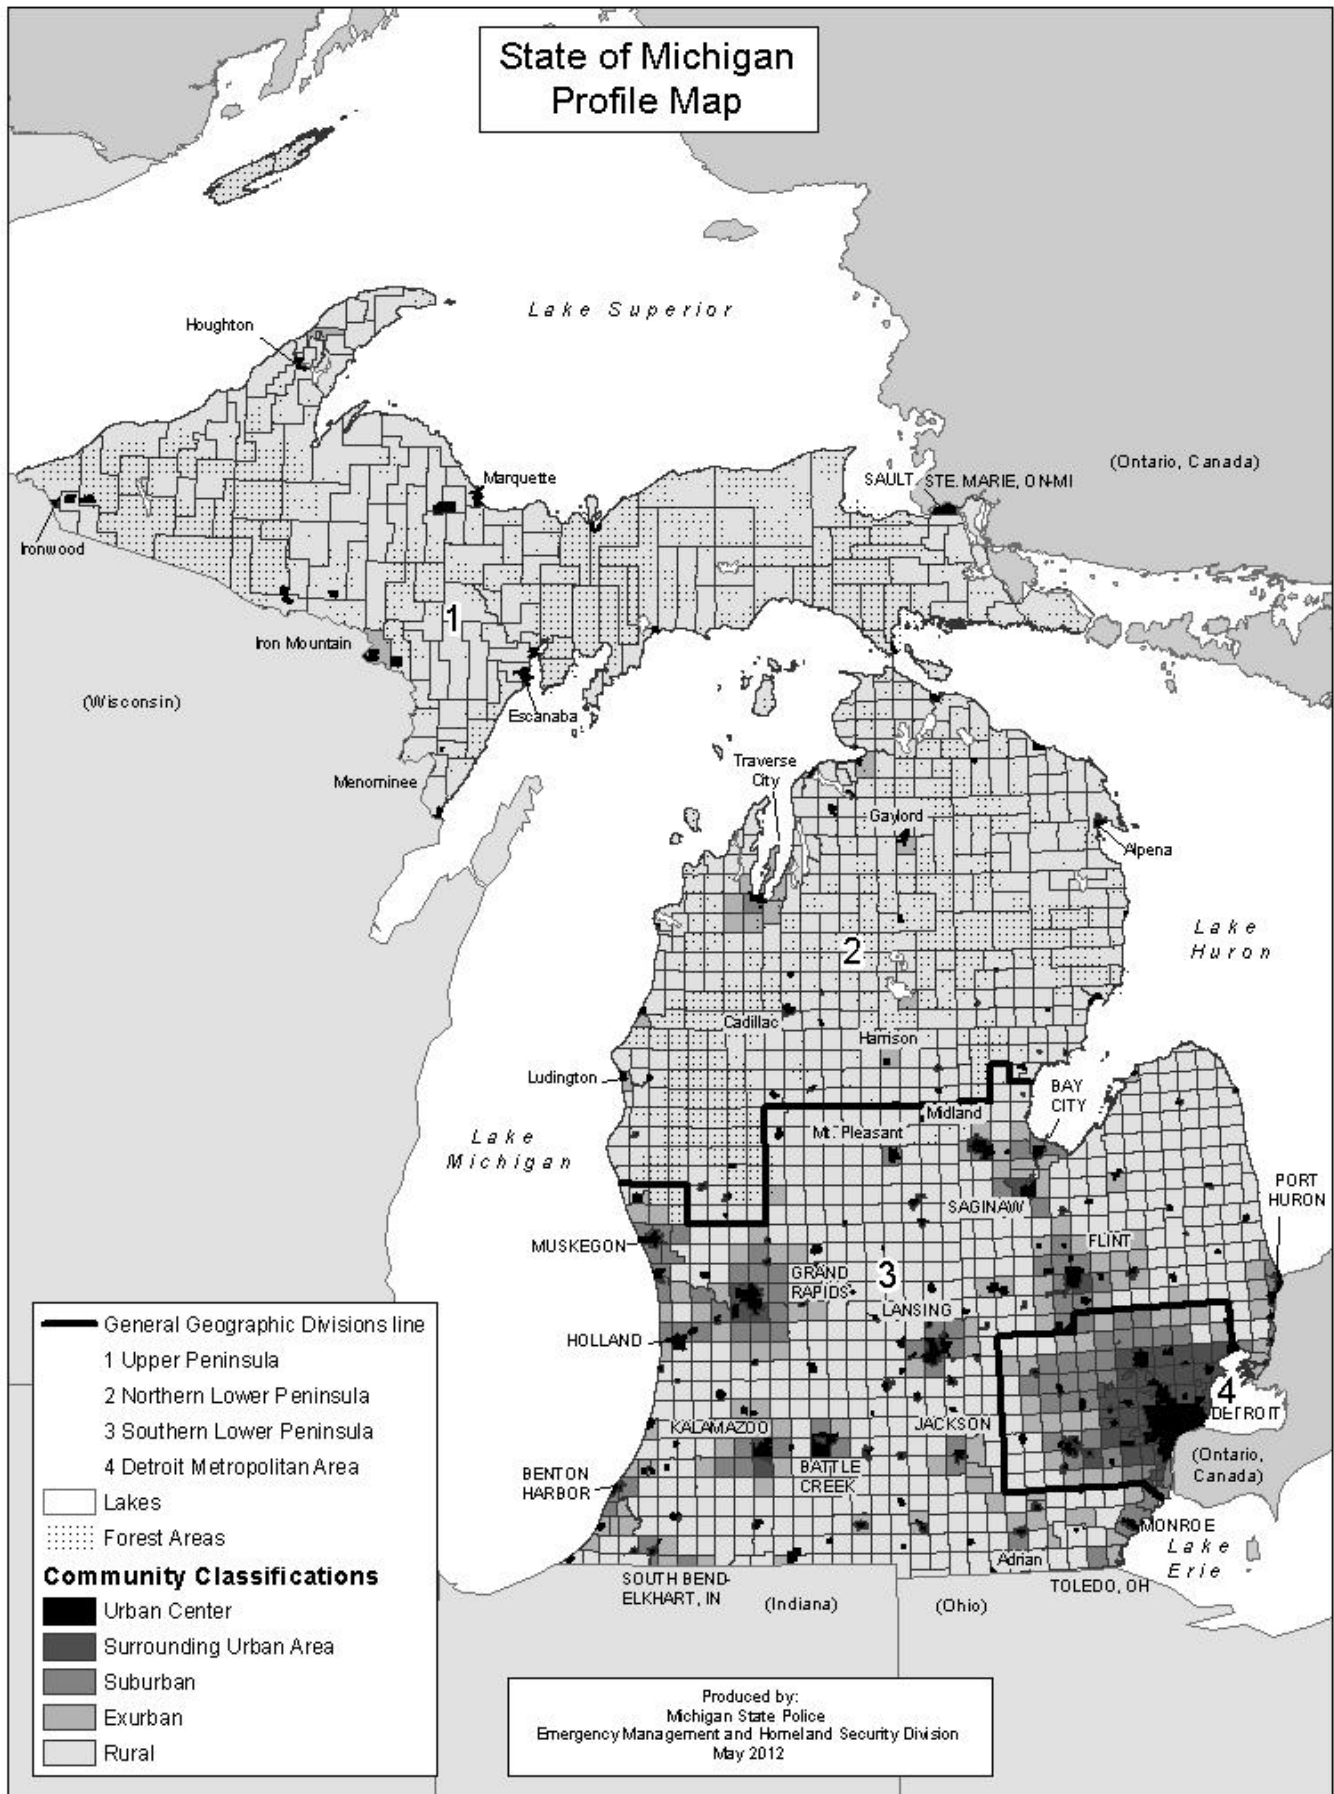 State of Michigan
Profile Map
Lake Superior
Houghton
(Ontario, Canada)
Marquette
SAULT STE. MARIE, ON-MI
Ironwood
1
Iron Mountain
(Wisconsin)
Escanaba
Traverse
City
Menominee
Gaylord
Alpena
Lake
Huron
2
Cadillac
Harrison
Ludington
BAY
CITY
Midland
Mt. Pleasant
Lake
Michigan
PORT
HURON
SAGINAW
MUSKEGON
FLINT
3
GRAND
RAPIDS
LANSING
HOLLAND
4
DETROIT
KALAMAZOO
JACKSON
(Ontario,
Canada)
BATTLE
CREEK
BENTON
HARBOR
MONROE
Lake
Erie
Adrian
SOUTH BEND-
ELKHART, IN
TOLEDO, OH
(Indiana)
(Ohio)
General Geographic Divisions line
1 Upper Peninsula
2 Northern Lower Peninsula
3 Southern Lower Peninsula
4 Detroit Metropolitan Area
Lakes
Forest Areas
Community Classifications
Urban Center
Surrounding Urban Area
Suburban
Exurban
Rural
Produced by:
Michigan State Police
Emergency Management and Homeland Security Division
May 2012